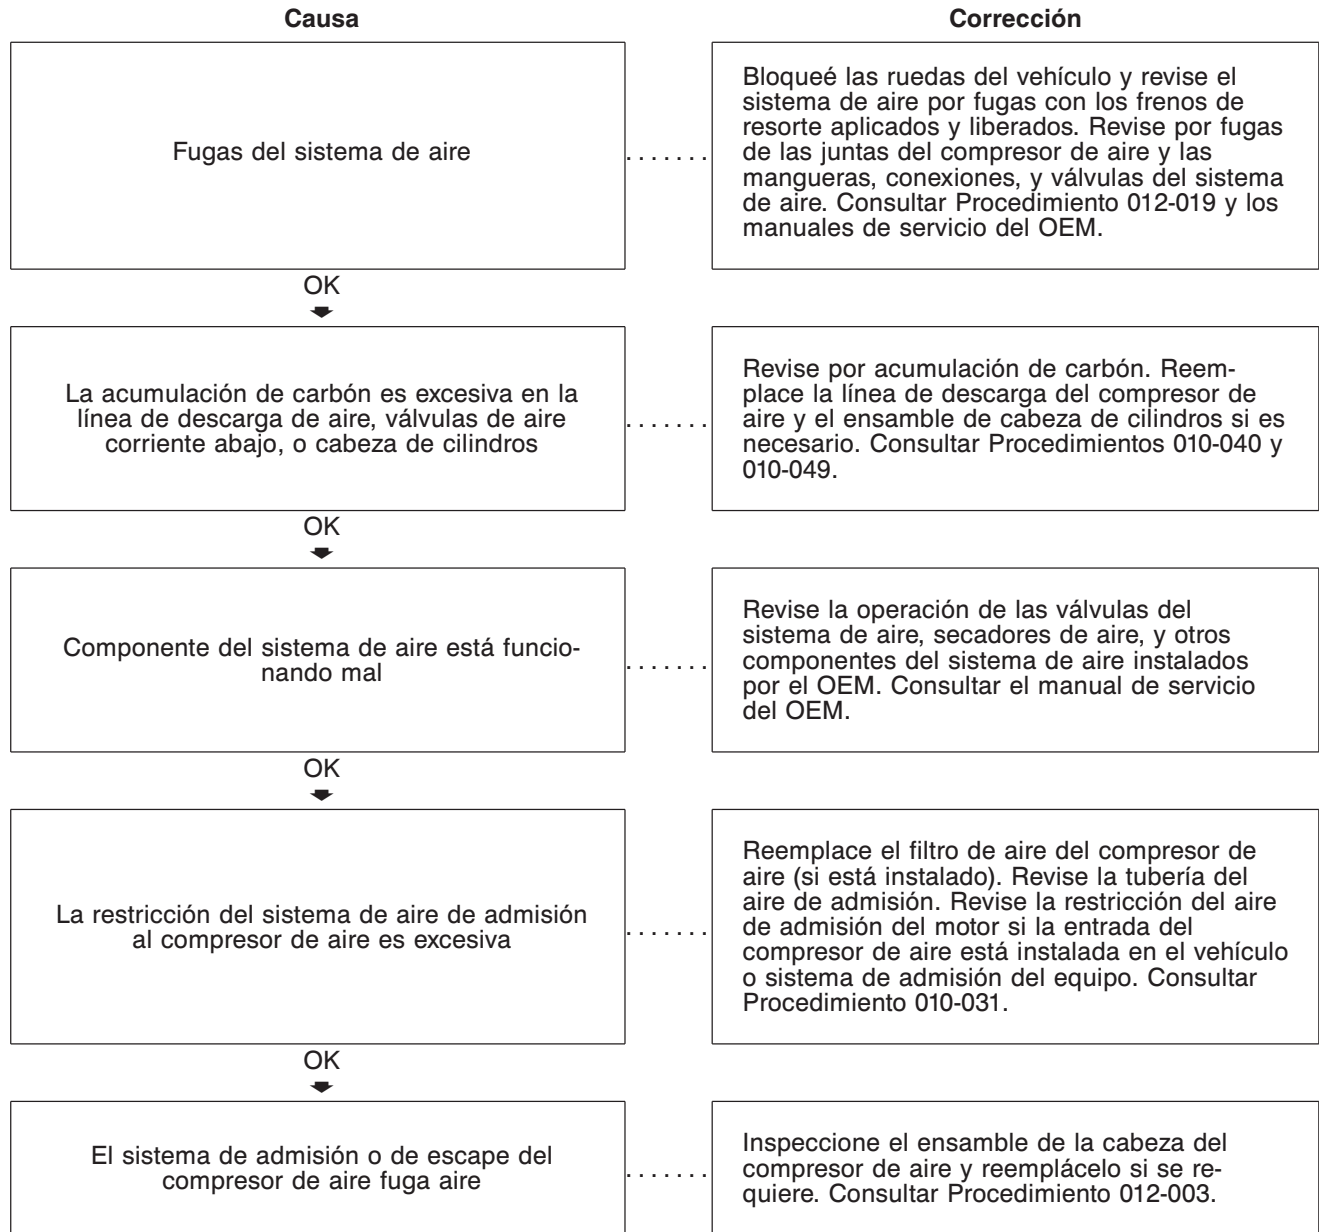 Causa
Corrección
Fugas del sistema de aire
.......
Bloqueé las ruedas del vehículo y revise el
sistema de aire por fugas con los frenos de
resorte aplicados y liberados. Revise por fugas
de las juntas del compresor de aire y las
mangueras, conexiones, y válvulas del sistema
de aire. Consultar Procedimiento 012-019 y los
manuales de servicio del OEM.
OK
La acumulación de carbón es excesiva en la
línea de descarga de aire, válvulas de aire
corriente abajo, o cabeza de cilindros
.......
Revise por acumulación de carbón. Reem-
place la línea de descarga del compresor de
aire y el ensamble de cabeza de cilindros si es
necesario. Consultar Procedimientos 010-040 y
010-049.
OK
Componente del sistema de aire está funcio-
nando mal
.......
Revise la operación de las válvulas del
sistema de aire, secadores de aire, y otros
componentes del sistema de aire instalados
por el OEM. Consultar el manual de servicio
del OEM.
OK
La restricción del sistema de aire de admisión
al compresor de aire es excesiva
.......
Reemplace el filtro de aire del compresor de
aire (si está instalado). Revise la tubería del
aire de admisión. Revise la restricción del aire
de admisión del motor si la entrada del
compresor de aire está instalada en el vehículo
o sistema de admisión del equipo. Consultar
Procedimiento 010-031.
OK
El sistema de admisión o de escape del
compresor de aire fuga aire
.......
Inspeccione el ensamble de la cabeza del
compresor de aire y reemplácelo si se re-
quiere. Consultar Procedimiento 012-003.